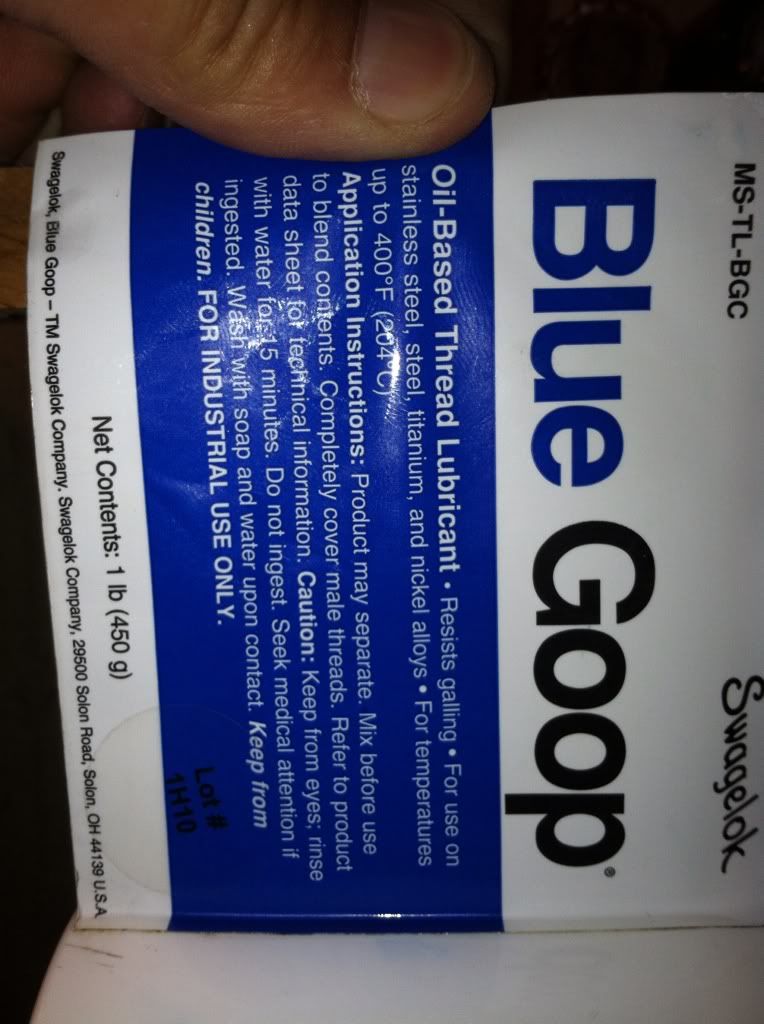 MS-TL-BGC
Swagelok
Blue Goop®
Oil-Based Thread Lubricant • Resists galling • For use on
stainless steel, steel, titanium, and nickel alloys • For temperatures
up to 400°F (204°C)
Application Instructions: Product may separate. Mix before use
to blend contents. Completely cover male threads. Refer to product
data sheet for technical information. Caution: Keep from eyes; rinse
with water for 15 minutes. Do not ingest. Seek medical attention if
ingested. Wash with soap and water upon contact. Keep from
children. FOR INDUSTRIAL USE ONLY.
Lot #
1H10
Net Contents: 1 lb (450 g)
Swagelok, Blue Goop – TM Swagelok Company. Swagelok Company, 29500 Solon Road, Solon, OH 44139 U.S.A